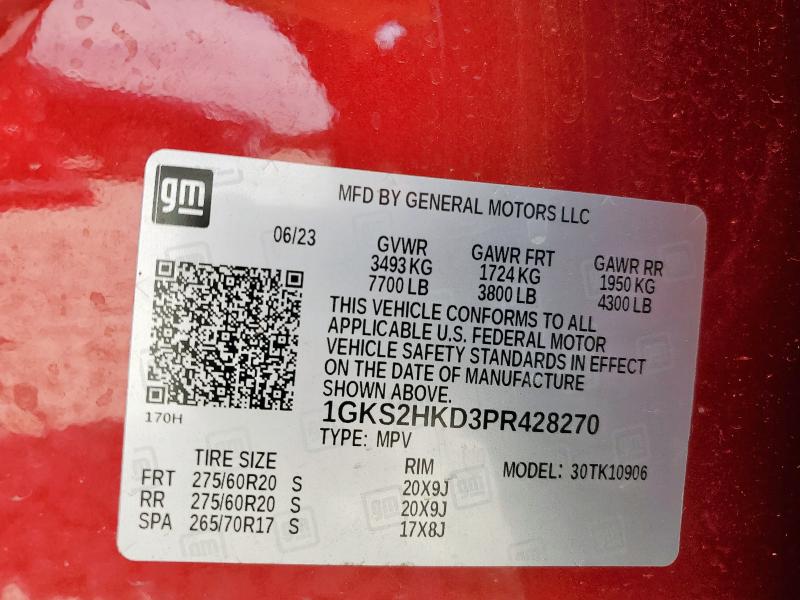 gm
MFD BY GENERAL MOTORS LLC
06/23
GVWR GAWR FRT GAWR RR
3493 KG 1724 KG 1950 KG
7700 LB 3800 LB 4300 LB
THIS VEHICLE CONFORMS TO ALL
APPLICABLE U.S. FEDERAL MOTOR
VEHICLE SAFETY STANDARDS IN EFFECT
ON THE DATE OF MANUFACTURE
SHOWN ABOVE.
170H
1GKS2HKD3PR428270
TYPE: MPV
TIRE SIZE RIM MODEL: 30TK10906
FRT 275/60R20 S 20X9J
RR 275/60R20 S 20X9J
SPA 265/70R17 S 17X8J